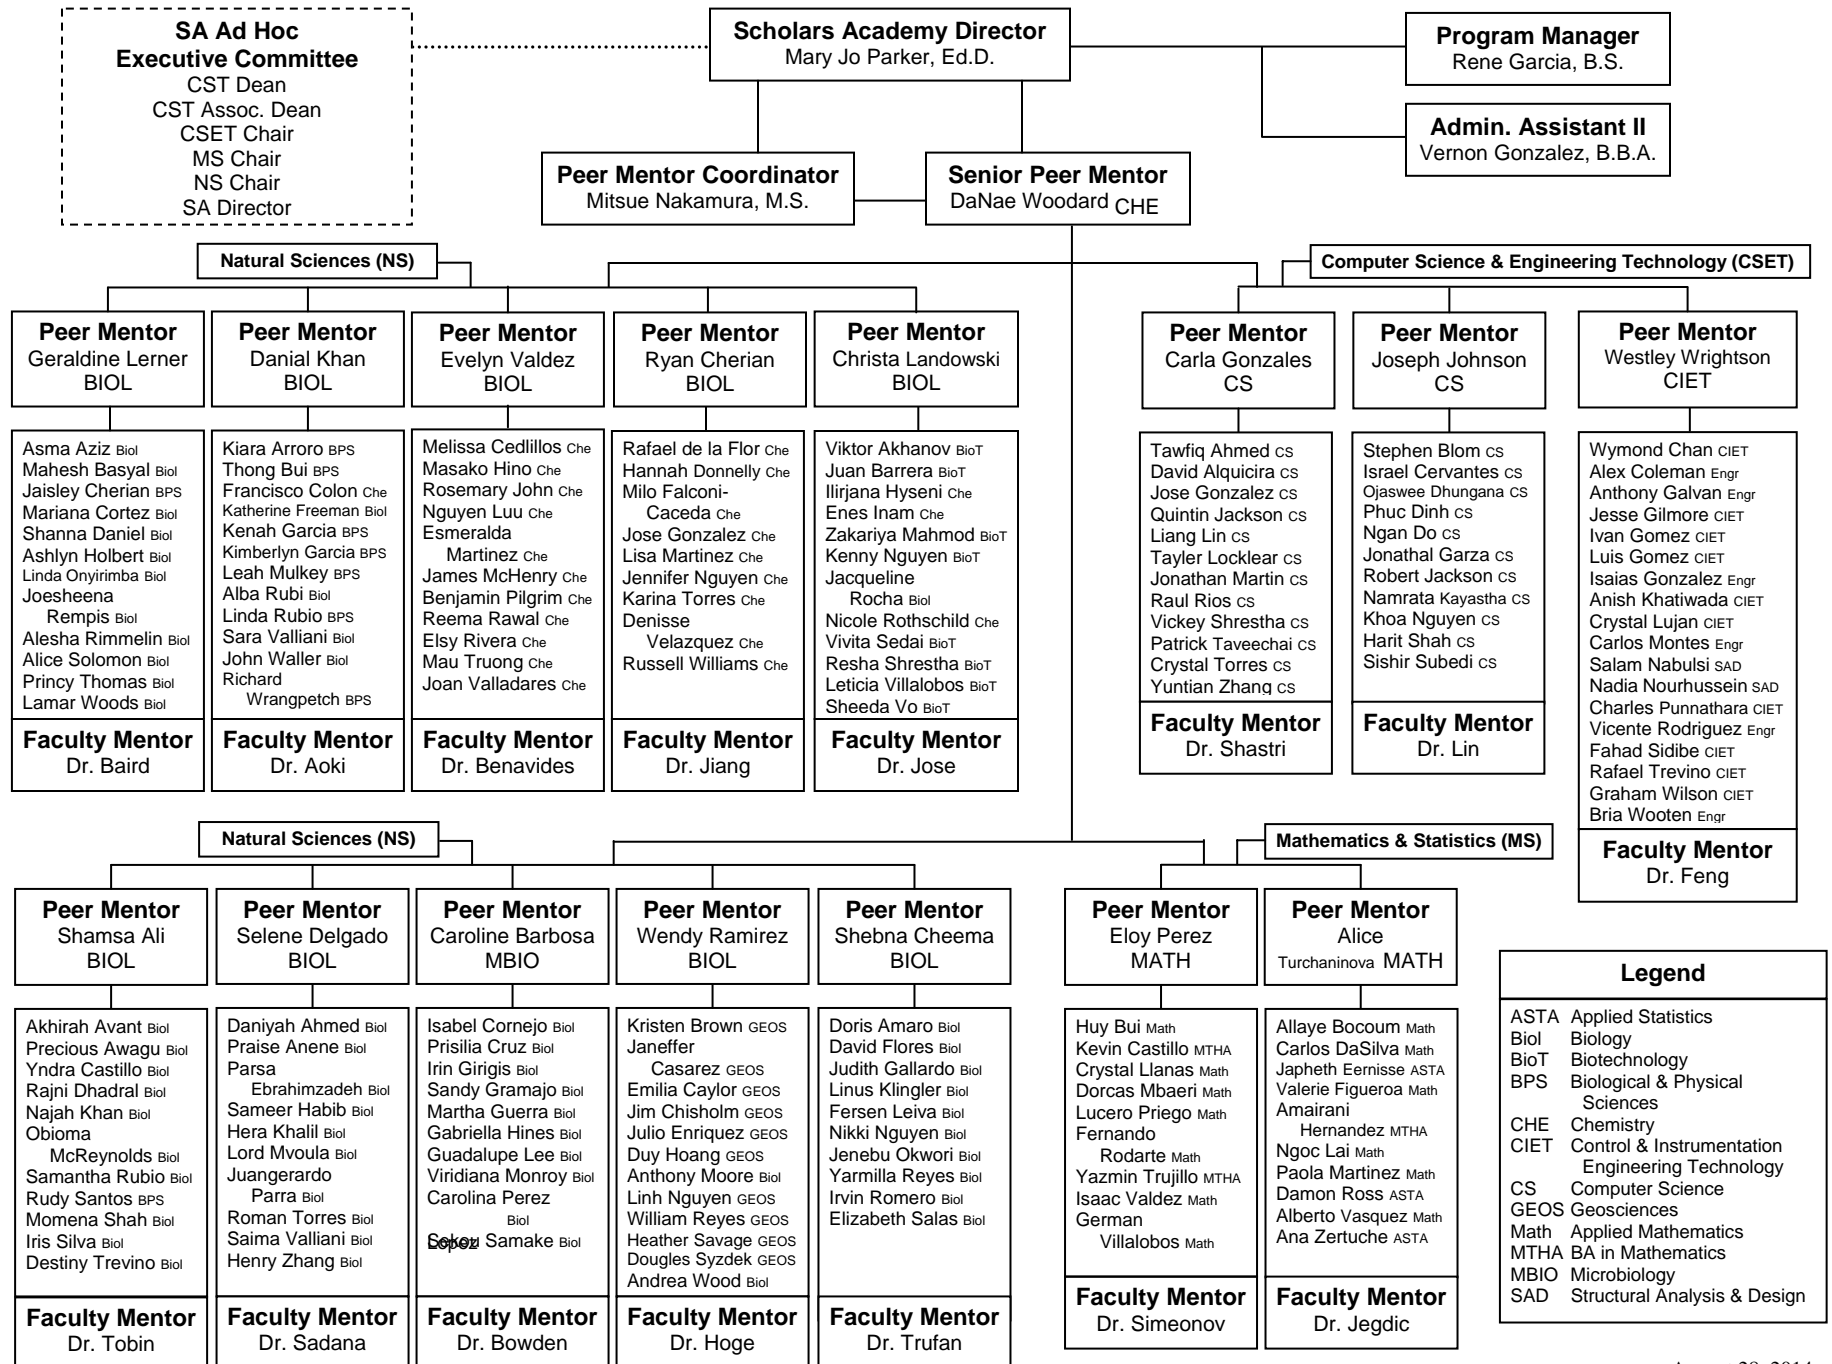 SA Ad Hoc
Executive Committee
CST Dean
CST Assoc. Dean
CSET Chair
MS Chair
NS Chair
SA Director
Scholars Academy Director
Mary Jo Parker, Ed.D.
Program Manager
Rene Garcia, B.S.
Admin. Assistant II
Vernon Gonzalez, B.B.A.
Peer Mentor Coordinator
Mitsue Nakamura, M.S.
Senior Peer Mentor
DaNae Woodard CHE
Natural Sciences (NS)
Computer Science & Engineering Technology (CSET)
Peer Mentor
Geraldine Lerner
BIOL
Asma Aziz Biol
Mahesh Basyal Biol
Jaisley Cherian BPS
Mariana Cortez Biol
Shanna Daniel Biol
Ashlyn Holbert Biol
Linda Onyirimba Biol
Joesheena
Rempis Biol
Alesha Rimmelin Biol
Alice Solomon Biol
Princy Thomas Biol
Lamar Woods Biol
Faculty Mentor
Dr. Baird
Peer Mentor
Danial Khan
BIOL
Kiara Arroro BPS
Thong Bui BPS
Francisco Colon Che
Katherine Freeman Biol
Kenah Garcia BPS
Kimberlyn Garcia BPS
Leah Mulkey BPS
Alba Rubi Biol
Linda Rubio BPS
Sara Valliani Biol
John Waller Biol
Richard
Wrangpetch BPS
Faculty Mentor
Dr. Aoki
Peer Mentor
Evelyn Valdez
BIOL
Melissa Cedlillos Che
Masako Hino Che
Rosemary John Che
Nguyen Luu Che
Esmeralda
Martinez Che
James McHenry Che
Benjamin Pilgrim Che
Reema Rawal Che
Elsy Rivera Che
Mau Truong Che
Joan Valladares Che
Faculty Mentor
Dr. Benavides
Peer Mentor
Ryan Cherian
BIOL
Rafael de la Flor Che
Hannah Donnelly Che
Milo Falconi-
Caceda Che
Jose Gonzalez Che
Lisa Martinez Che
Jennifer Nguyen Che
Karina Torres Che
Denisse
Velazquez Che
Russell Williams Che
Faculty Mentor
Dr. Jiang
Peer Mentor
Christa Landowski
BIOL
Viktor Akhanov BioT
Juan Barrera BioT
Ilirjana Hyseni Che
Enes Inam Che
Zakariya Mahmod BioT
Kenny Nguyen BioT
Jacqueline
Rocha Biol
Nicole Rothschild Che
Vivita Sedai BioT
Resha Shrestha BioT
Leticia Villalobos BioT
Sheeda Vo BioT
Faculty Mentor
Dr. Jose
Peer Mentor
Carla Gonzales
CS
Tawfiq Ahmed CS
David Alquicira CS
Jose Gonzalez CS
Quintin Jackson CS
Liang Lin CS
Tayler Locklear CS
Jonathan Martin CS
Raul Rios CS
Vickey Shrestha CS
Patrick Taveechai CS
Crystal Torres CS
Yuntian Zhang CS
Faculty Mentor
Dr. Shastri
Peer Mentor
Joseph Johnson
CS
Stephen Blom CS
Israel Cervantes CS
Ojaswee Dhungana CS
Phuc Dinh CS
Ngan Do CS
Jonathal Garza CS
Robert Jackson CS
Namrata Kayastha CS
Khoa Nguyen CS
Harit Shah CS
Sishir Subedi CS
Faculty Mentor
Dr. Lin
Peer Mentor
Westley Wrightson
CIET
Wymond Chan CIET
Alex Coleman Engr
Anthony Galvan Engr
Jesse Gilmore CIET
Ivan Gomez CIET
Luis Gomez CIET
Isaias Gonzalez Engr
Anish Khatiwada CIET
Crystal Lujan CIET
Carlos Montes Engr
Salam Nabulsi SAD
Nadia Nourhussein SAD
Charles Punnathara CIET
Vicente Rodriguez Engr
Fahad Sidibe CIET
Rafael Trevino CIET
Graham Wilson CIET
Bria Wooten Engr
Faculty Mentor
Dr. Feng
Natural Sciences (NS)
Mathematics & Statistics (MS)
Peer Mentor
Shamsa Ali
BIOL
Akhirah Avant Biol
Precious Awagu Biol
Yndra Castillo Biol
Rajni Dhadral Biol
Najah Khan Biol
Obioma
McReynolds Biol
Samantha Rubio Biol
Rudy Santos BPS
Momena Shah Biol
Iris Silva Biol
Destiny Trevino Biol
Faculty Mentor
Dr. Tobin
Peer Mentor
Selene Delgado
BIOL
Daniyah Ahmed Biol
Praise Anene Biol
Parsa
Ebrahimzadeh Biol
Sameer Habib Biol
Hera Khalil Biol
Lord Mvoula Biol
Juangerardo
Parra Biol
Roman Torres Biol
Saima Valliani Biol
Henry Zhang Biol
Faculty Mentor
Dr. Sadana
Peer Mentor
Caroline Barbosa
MBIO
Isabel Cornejo Biol
Prisilia Cruz Biol
Irin Girigis Biol
Sandy Gramajo Biol
Martha Guerra Biol
Gabriella Hines Biol
Guadalupe Lee Biol
Viridiana Monroy Biol
Carolina Perez
Biol
Lopez
Sekou Samake Biol
Faculty Mentor
Dr. Bowden
Peer Mentor
Wendy Ramirez
BIOL
Kristen Brown GEOS
Janeffer
Casarez GEOS
Emilia Caylor GEOS
Jim Chisholm GEOS
Julio Enriquez GEOS
Duy Hoang GEOS
Anthony Moore Biol
Linh Nguyen GEOS
William Reyes GEOS
Heather Savage GEOS
Dougles Syzdek GEOS
Andrea Wood Biol
Faculty Mentor
Dr. Hoge
Peer Mentor
Shebna Cheema
BIOL
Doris Amaro Biol
David Flores Biol
Judith Gallardo Biol
Linus Klingler Biol
Fersen Leiva Biol
Nikki Nguyen Biol
Jenebu Okwori Biol
Yarmilla Reyes Biol
Irvin Romero Biol
Elizabeth Salas Biol
Faculty Mentor
Dr. Trufan
Peer Mentor
Eloy Perez
MATH
Huy Bui Math
Kevin Castillo MTHA
Crystal Llanas Math
Dorcas Mbaeri Math
Lucero Priego Math
Fernando
Rodarte Math
Yazmin Trujillo MTHA
Isaac Valdez Math
German
Villalobos Math
Faculty Mentor
Dr. Simeonov
Peer Mentor
Alice
Turchaninova MATH
Allaye Bocoum Math
Carlos DaSilva Math
Japheth Eernisse ASTA
Valerie Figueroa Math
Amairani
Hernandez MTHA
Ngoc Lai Math
Paola Martinez Math
Damon Ross ASTA
Alberto Vasquez Math
Ana Zertuche ASTA
Faculty Mentor
Dr. Jegdic
Legend
ASTA Applied Statistics
Biol Biology
BioT Biotechnology
BPS Biological & Physical
Sciences
CHE Chemistry
CIET Control & Instrumentation
Engineering Technology
CS Computer Science
GEOS Geosciences
Math Applied Mathematics
MTHA BA in Mathematics
MBIO Microbiology
SAD Structural Analysis & Design